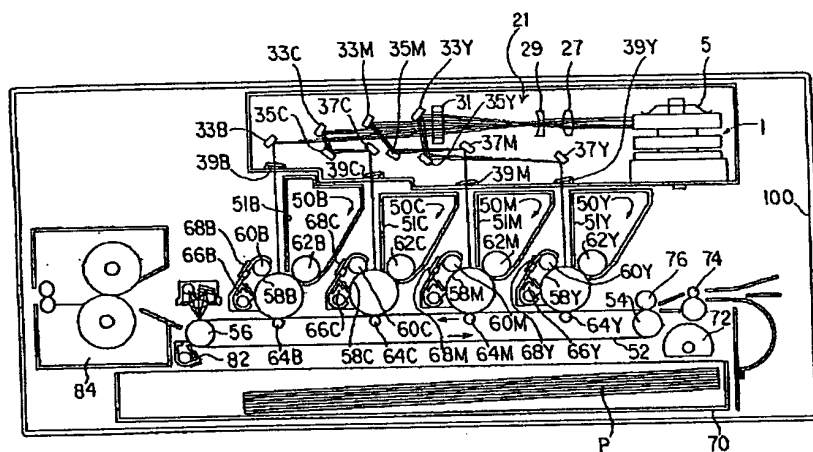 21
33C 33M 35M 33Y 29 27 39Y 5
35C 37C 31 35Y
33B 37M 37Y 1
39B 39C 39M 100
51B 50B 50C 51C 50M 51M 50Y 51Y
68B 60B 68C
66B 62B 62C 62M 62Y 60Y 76 74
58B 58M 58Y 54
56 66C 60C 60M 64Y 72
84 82 64B 58C 64C 68M 64M 68Y 66Y 52
P 70